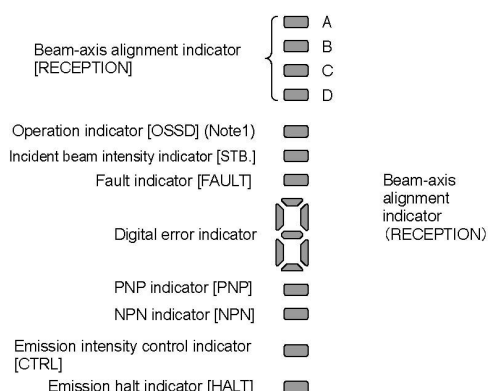 A
Beam-axis alignment indicator
[RECEPTION]
B
C
D
Operation indicator [OSSD] (Note1)
Incident beam intensity indicator [STB.]
Fault indicator [FAULT]
Digital error indicator
PNP indicator [PNP]
NPN indicator [NPN]
Emission intensity control indicator
[CTRL]
Emission halt indicator [HALT]
Beam-axis
alignment
indicator
(RECEPTION)